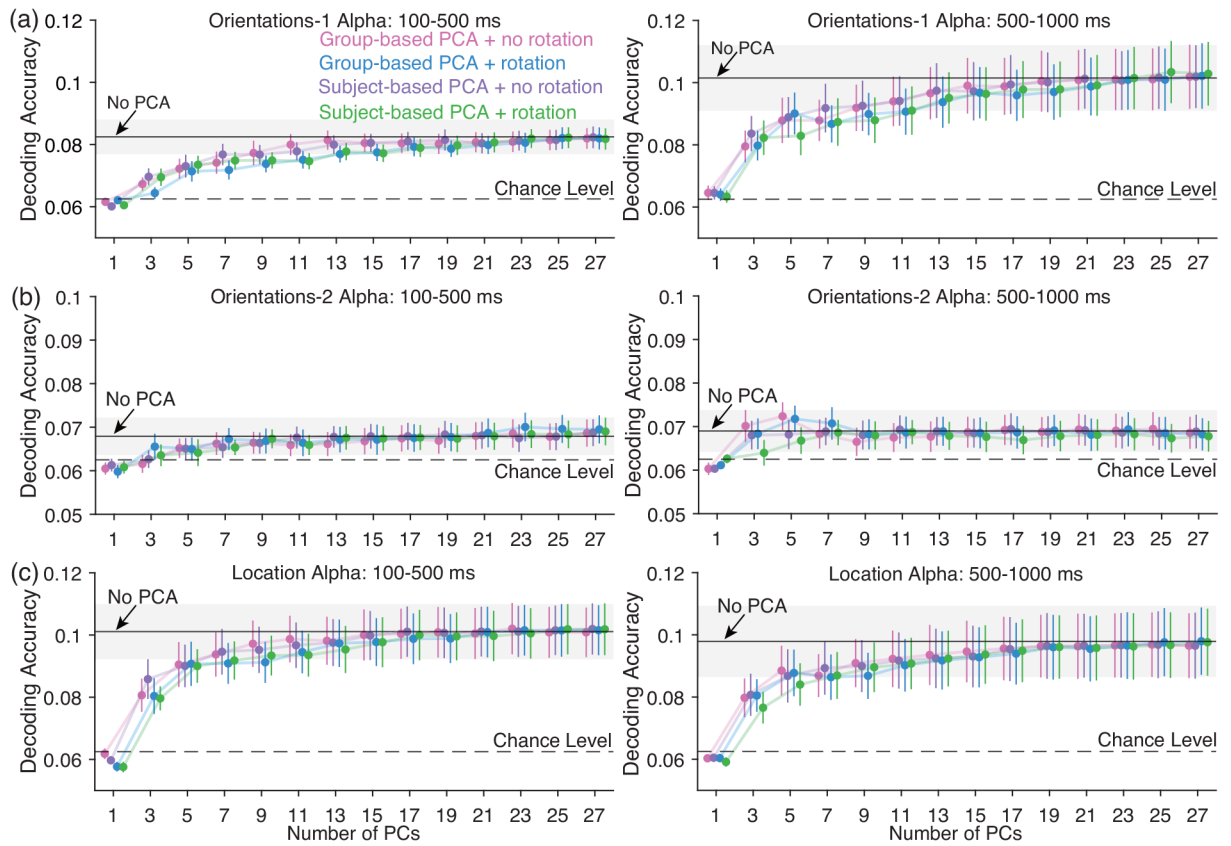 (a)
Orientations-1 Alpha: 100-500 ms
Group-based PCA + no rotation
Group-based PCA + rotation
Subject-based PCA + no rotation
Subject-based PCA + rotation
No PCA
Chance Level
Decoding Accuracy
0.12
0.1
0.08
0.06
1 3 5 7 9 11 13 15 17 19 21 23 25 27
Orientations-1 Alpha: 500-1000 ms
No PCA
Chance Level
Decoding Accuracy
0.12
0.1
0.08
0.06
1 3 5 7 9 11 13 15 17 19 21 23 25 27
(b)
Orientations-2 Alpha: 100-500 ms
No PCA
Chance Level
Decoding Accuracy
0.1
0.09
0.08
0.07
0.06
0.05
1 3 5 7 9 11 13 15 17 19 21 23 25 27
Orientations-2 Alpha: 500-1000 ms
No PCA
Chance Level
Decoding Accuracy
0.1
0.09
0.08
0.07
0.06
0.05
1 3 5 7 9 11 13 15 17 19 21 23 25 27
(c)
Location Alpha: 100-500 ms
No PCA
Chance Level
Decoding Accuracy
0.12
0.1
0.08
0.06
1 3 5 7 9 11 13 15 17 19 21 23 25 27
Number of PCs
Location Alpha: 500-1000 ms
No PCA
Chance Level
Decoding Accuracy
0.12
0.1
0.08
0.06
1 3 5 7 9 11 13 15 17 19 21 23 25 27
Number of PCs